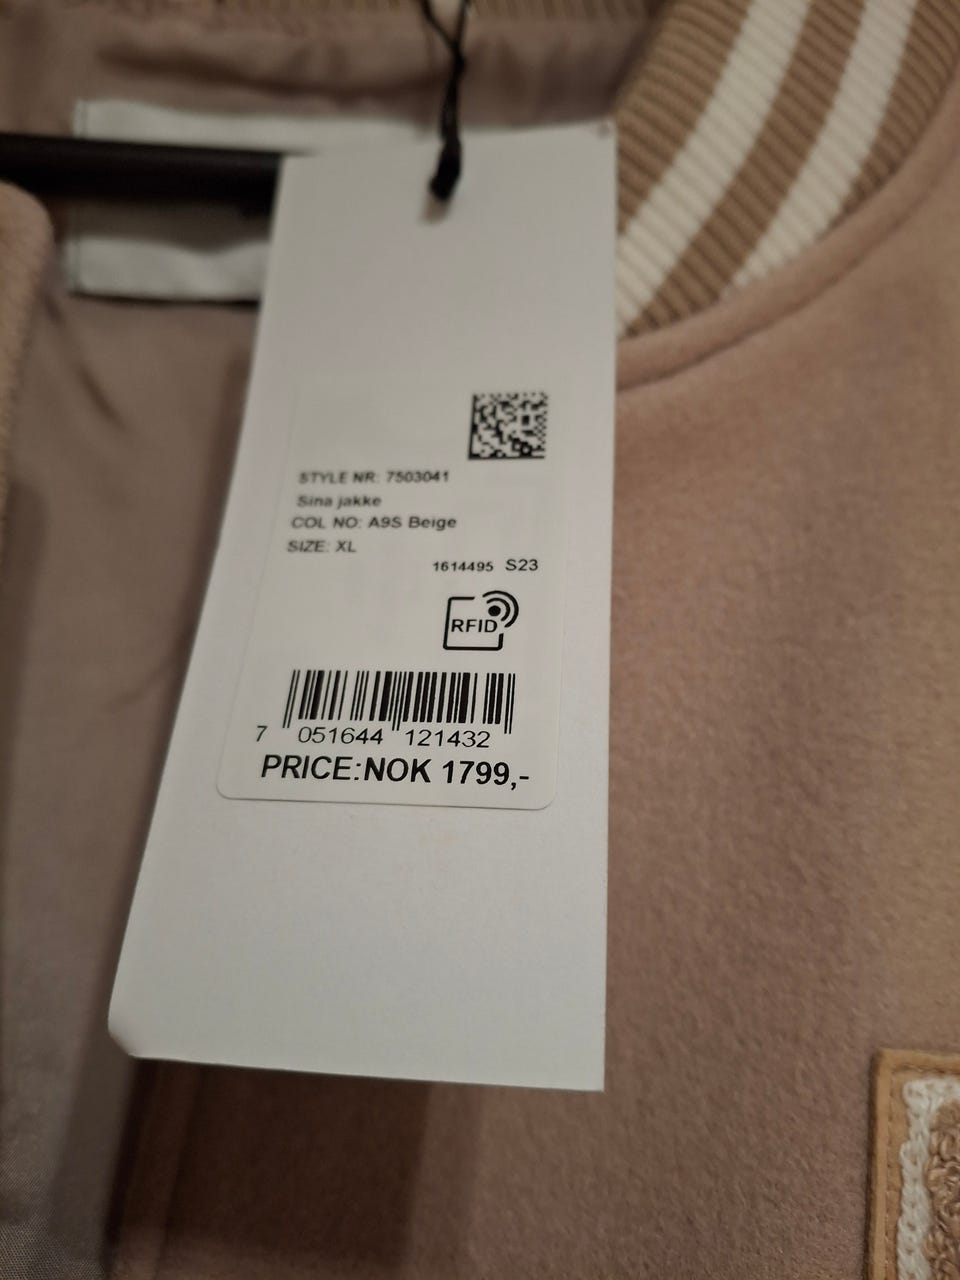 STYLE NR: 7503041
Sina jakke
COL NO: A9S Beige
SIZE: XL
1614495 S23
RFID
7 051644 121432
PRICE:NOK 1799,-